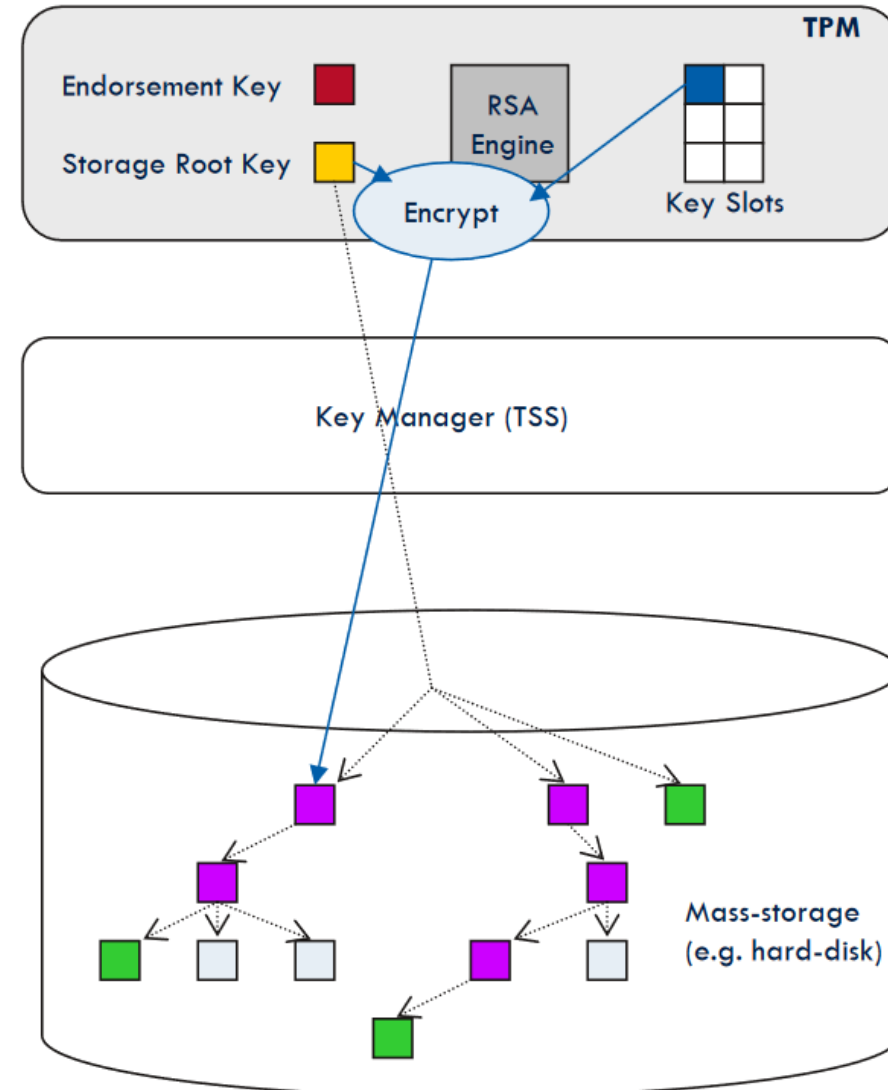 TPM
Endorsement Key
RSA
Engine
Storage Root Key
Encrypt
Key Slots
Key Manager (TSS)
Mass-storage
(e.g. hard-disk)